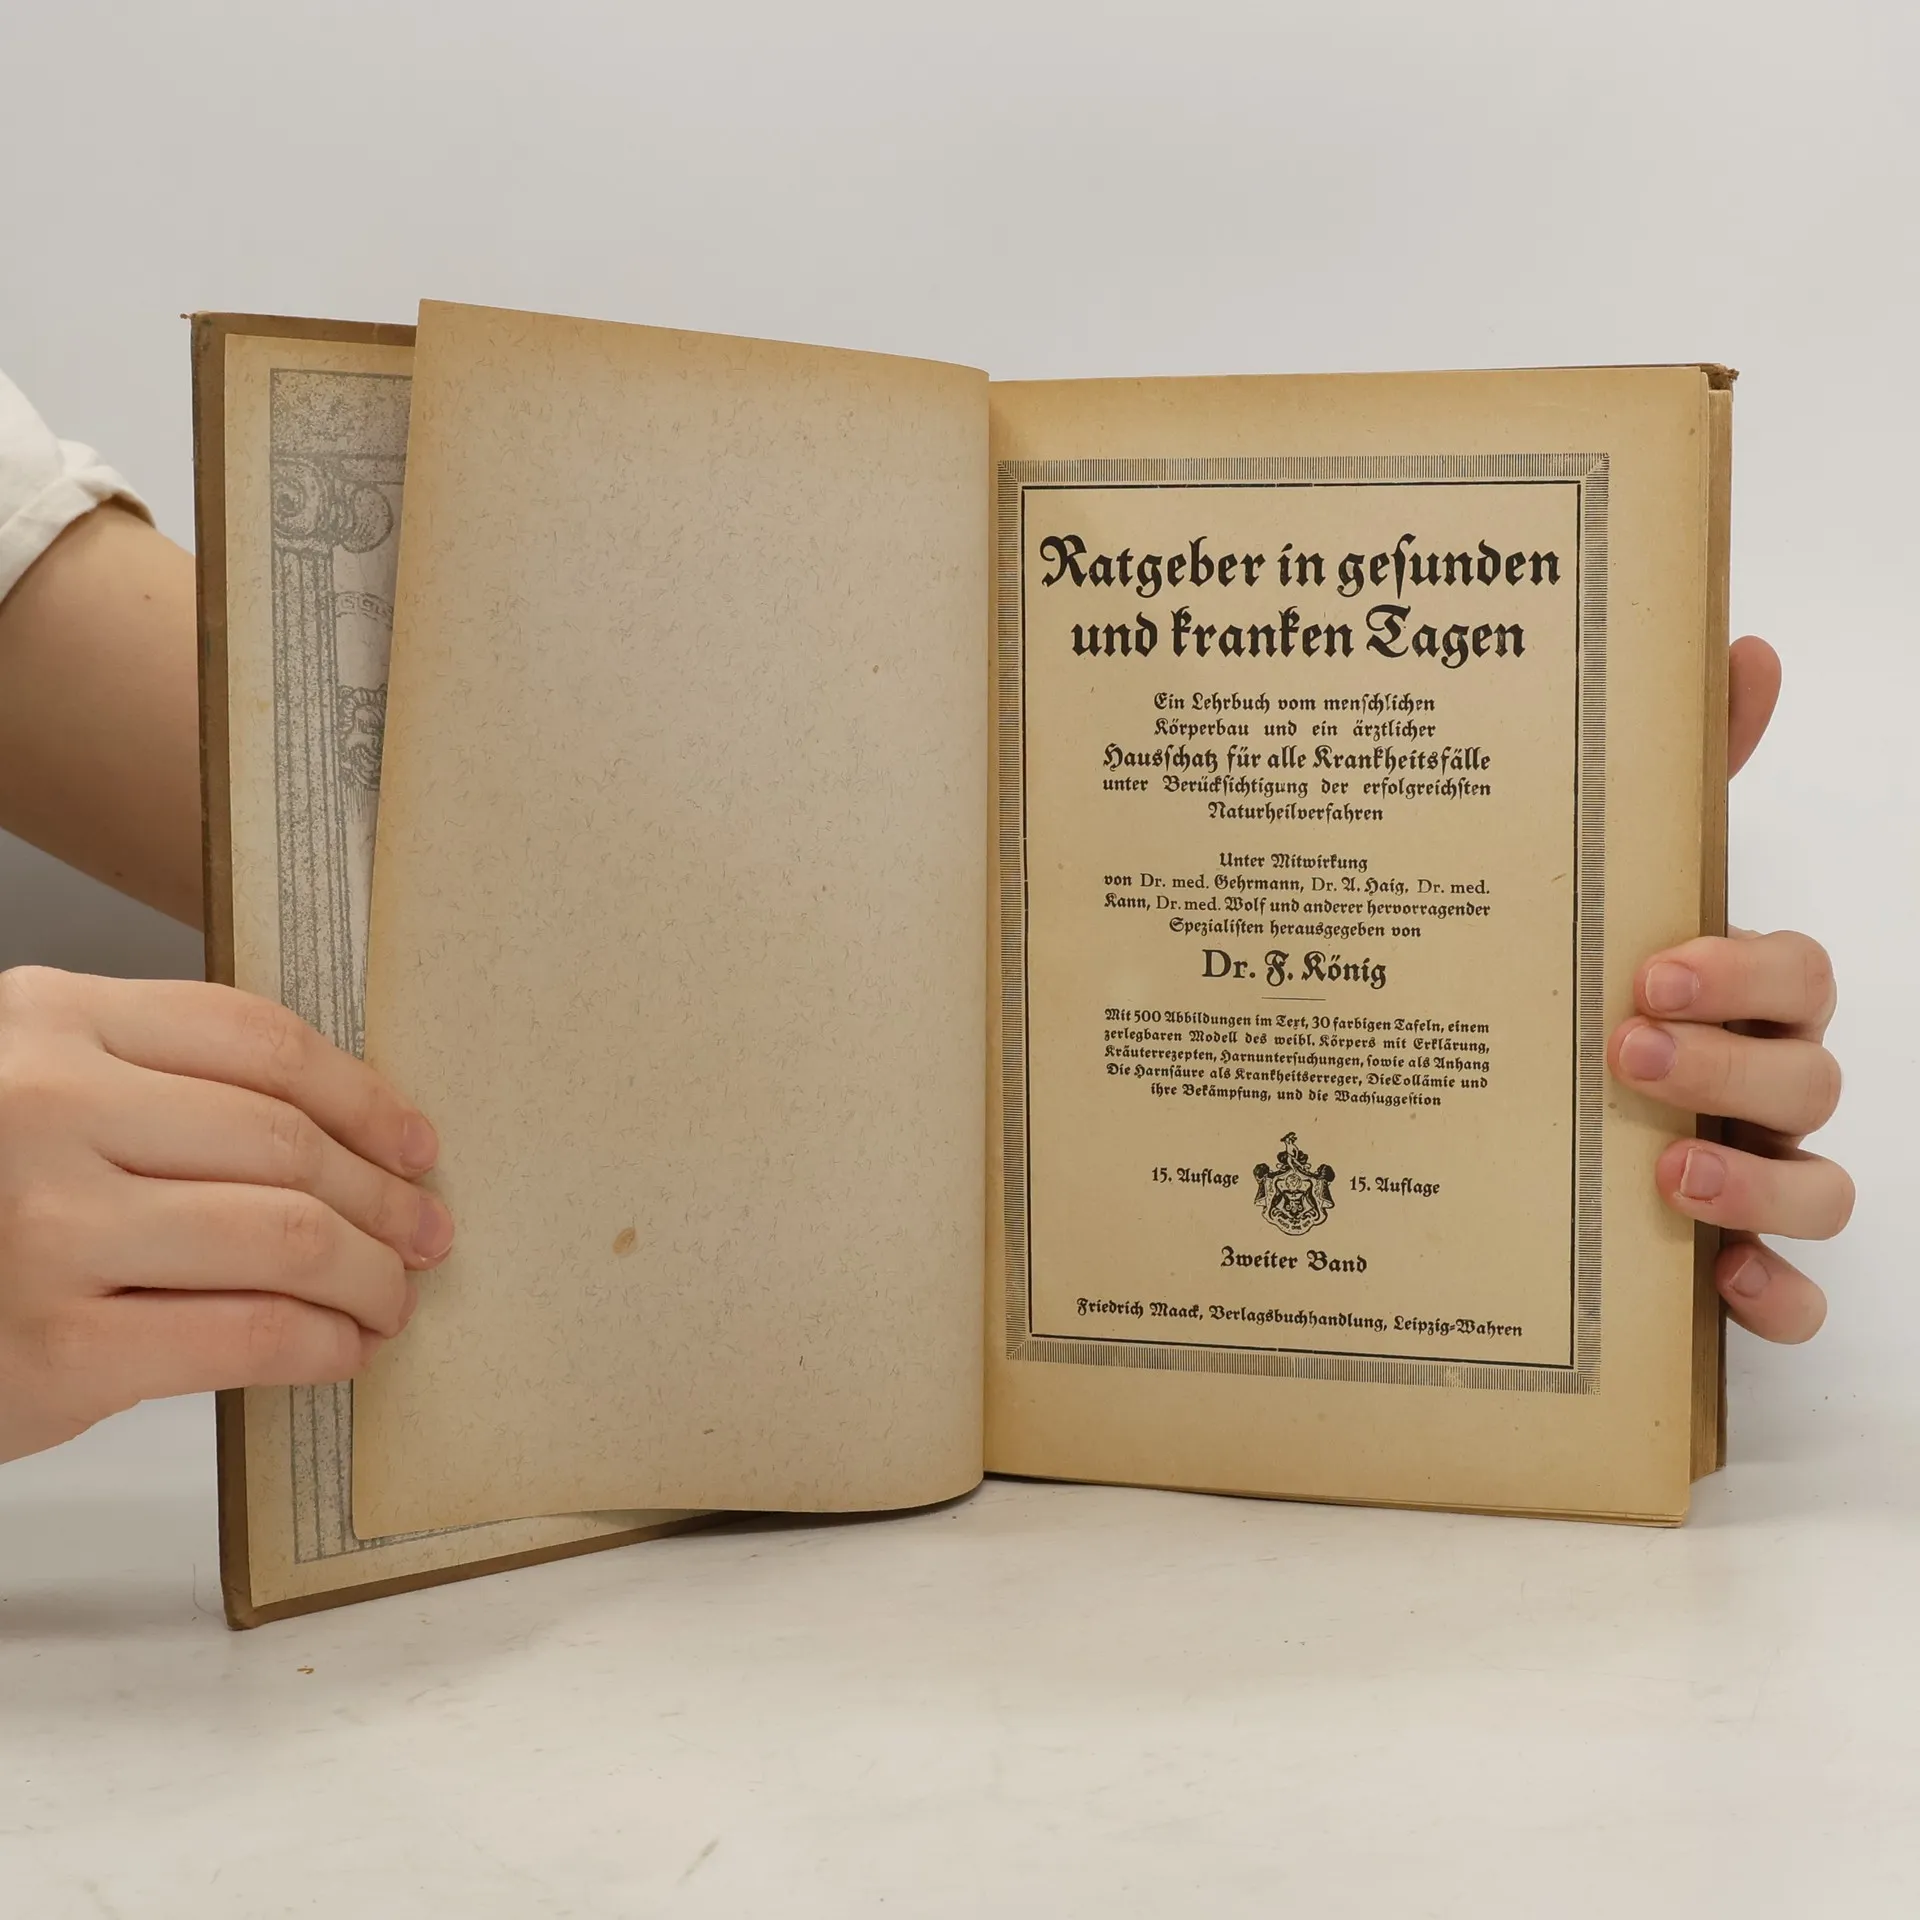 Ratgeber in gesunden
und kranken Tagen
Ein Lehrbuch vom menschlichen
Körperbau und ein ärztlicher
Hausschatz für alle Krankheitsfälle
unter Berücksichtigung der erfolgreichsten
Naturheilverfahren
Unter Mitwirkung
von Dr. med. Gehrmann, Dr. A. Haig, Dr. med.
Kann, Dr. med. Wolf und anderer hervorragender
Spezialisten herausgegeben von
Dr. F. König
Mit 500 Abbildungen im Text, 30 farbigen Tafeln, einem
zerlegbaren Modell des weibl. Körpers mit Erklärung,
Kräuterrezepten, Harnuntersuchungen, sowie als Anhang
Die Harnsäure als Krankheitserreger, Die Collämie und
ihre Bekämpfung, und die Wachsuggestion
15. Auflage 15. Auflage
Zweiter Band
Friedrich Maack, Verlagsbuchhandlung, Leipzig-Wahren